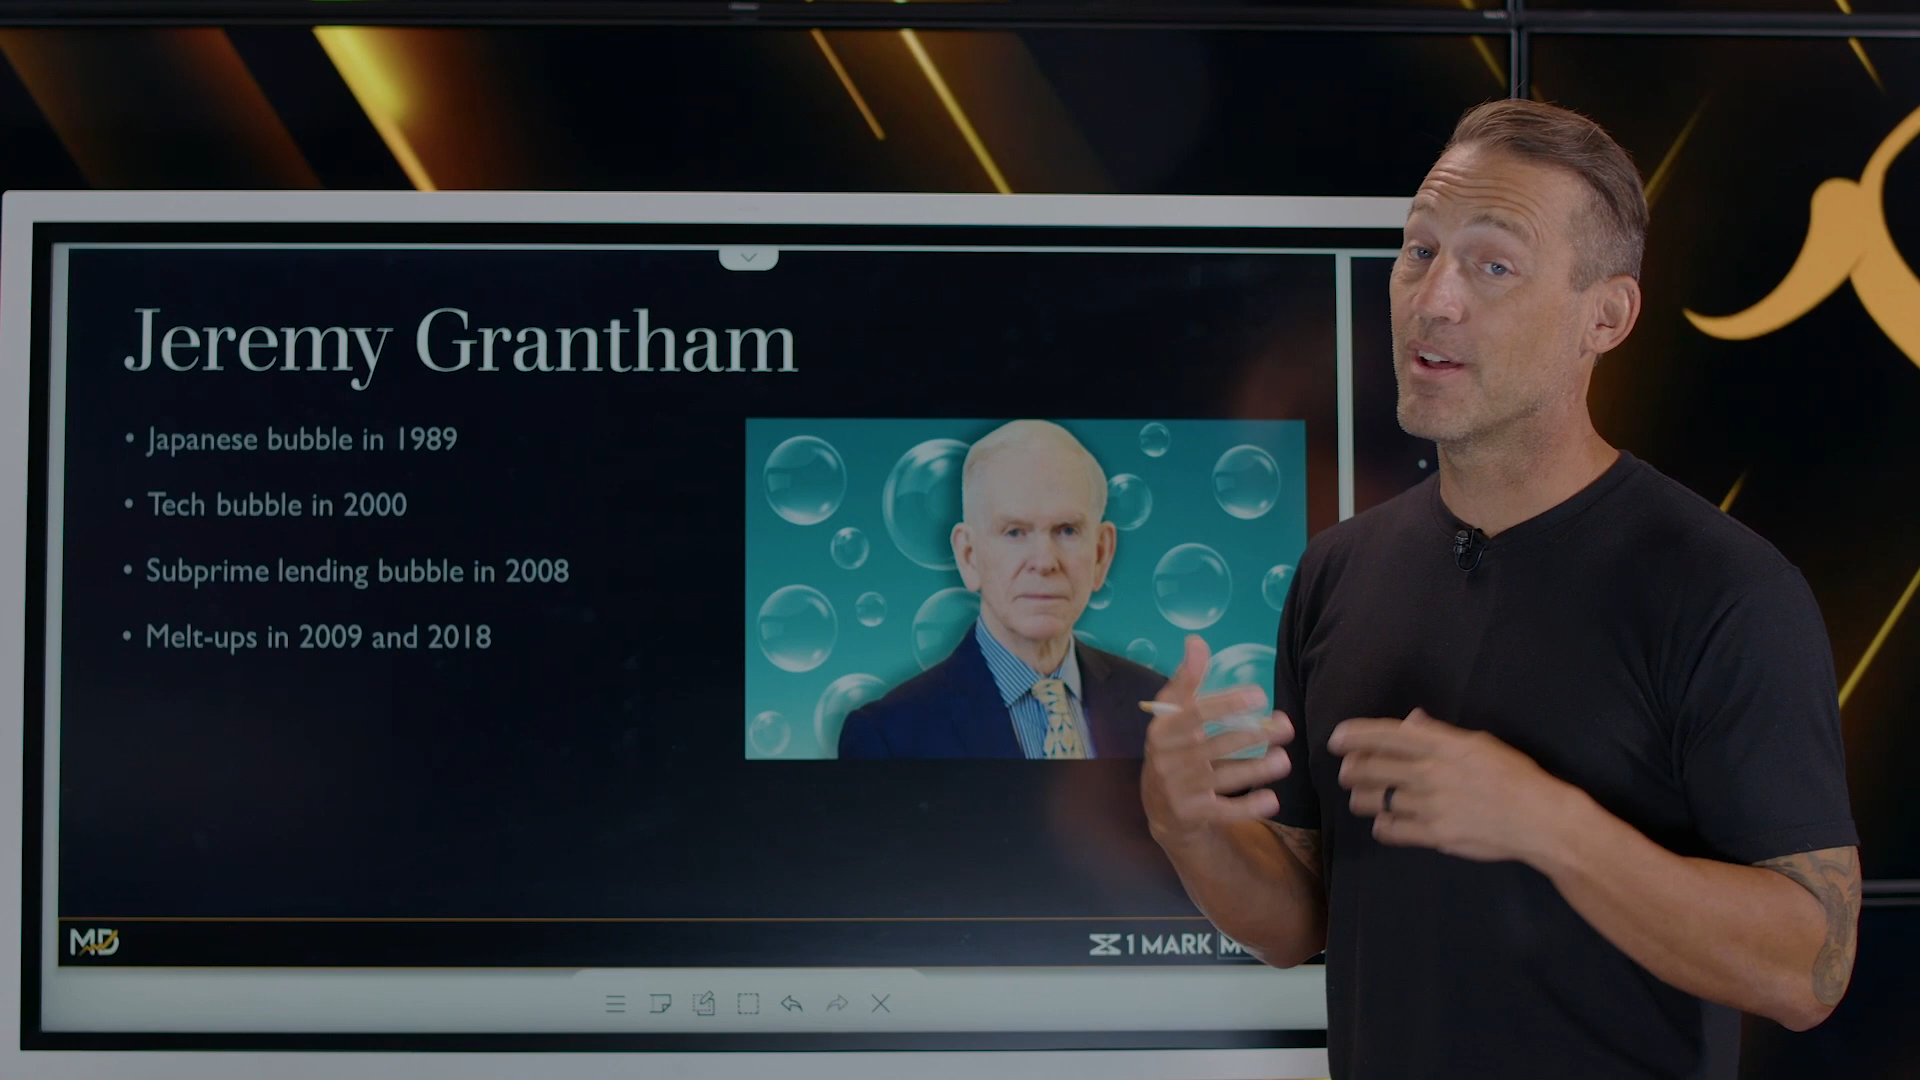 Jeremy Grantham
• Japanese bubble in 1989
• Tech bubble in 2000
• Subprime lending bubble in 2008
• Melt-ups in 2009 and 2018
MD
1 MARK